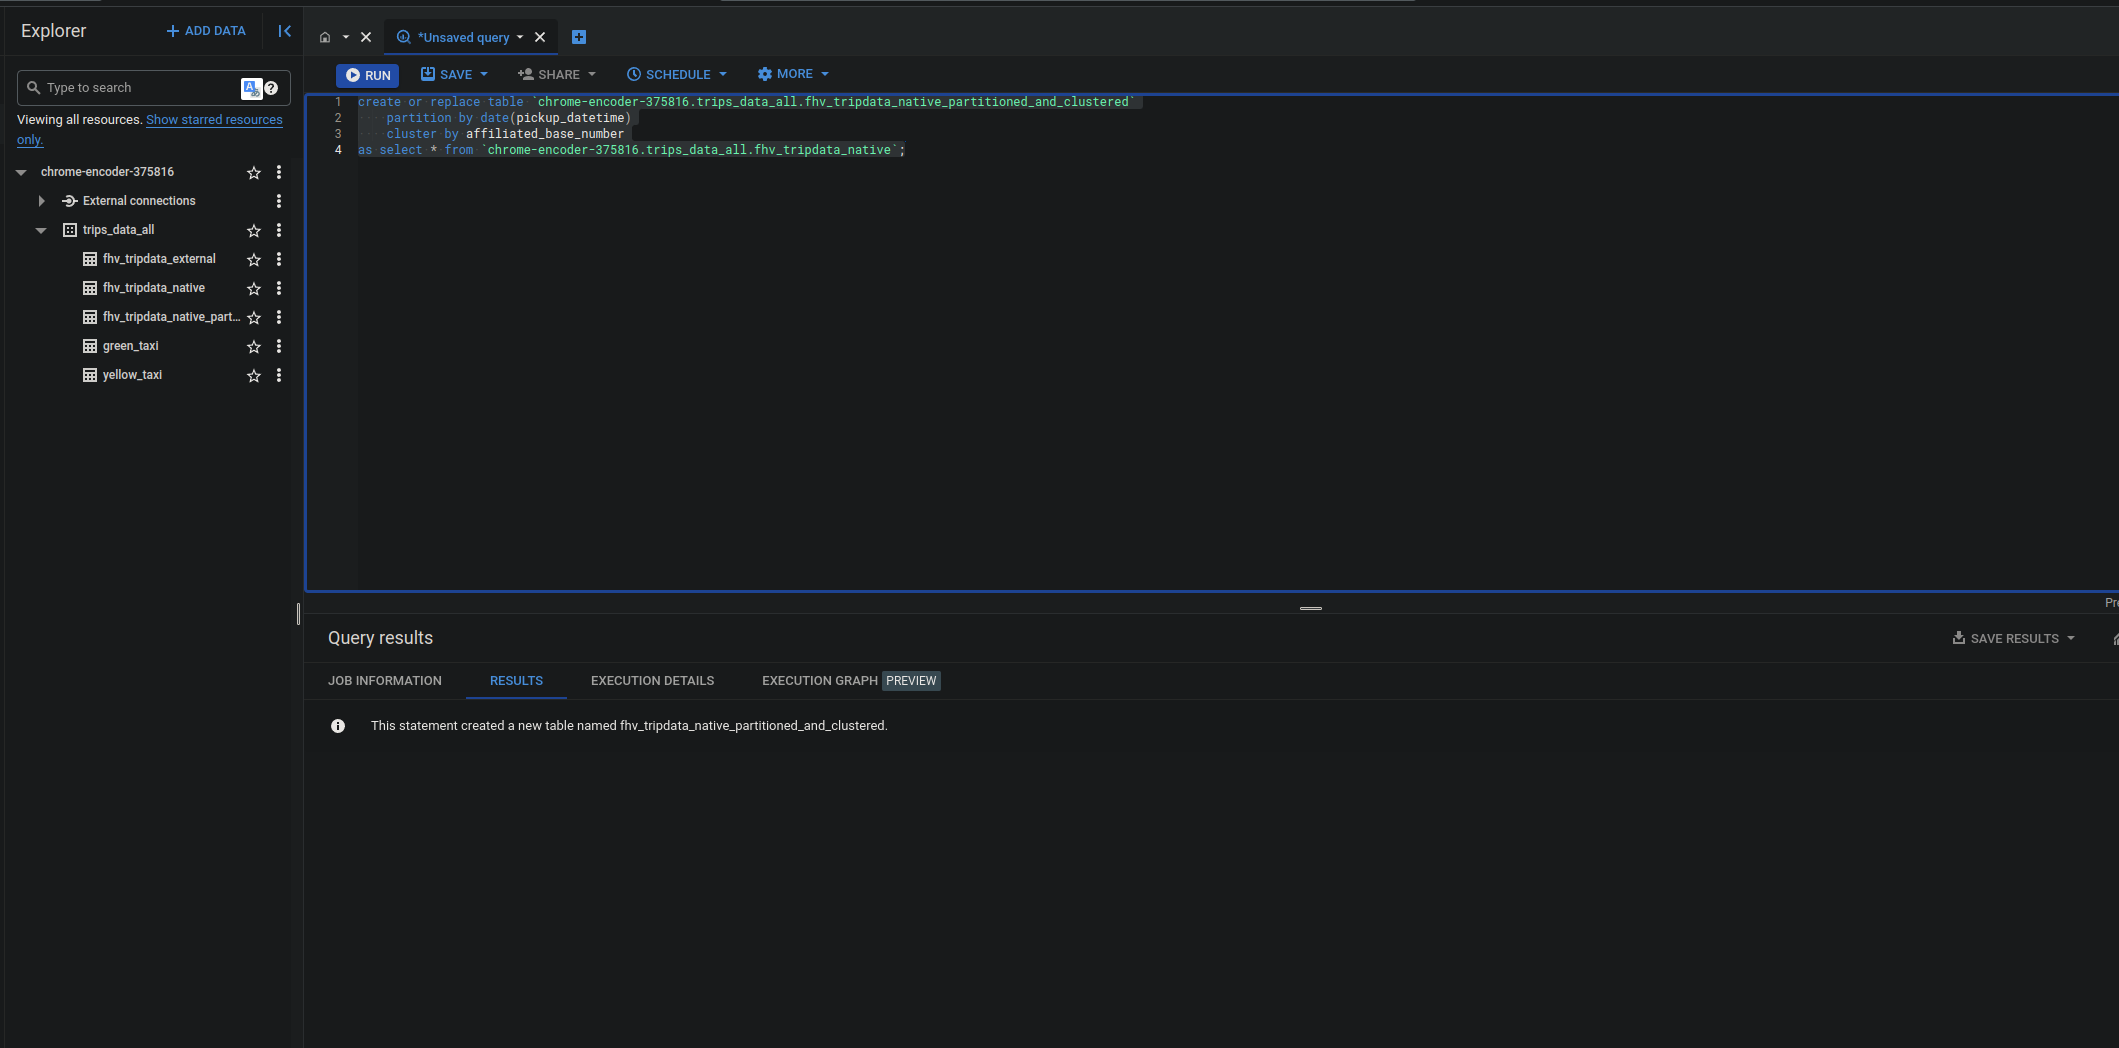 Explorer
+ ADD DATA
Type to search
Viewing all resources. Show starred resources
only.
chrome-encoder-375816
External connections
trips_data_all
fhv_tripdata_external
fhv_tripdata_native
fhv_tripdata_native_part...
green_taxi
yellow_taxi
*Unsaved query
RUN
SAVE
SHARE
SCHEDULE
MORE
1 create or replace table `chrome-encoder-375816.trips_data_all.fhv_tripdata_native_partitioned_and_clustered`
2 partition by date(pickup_datetime)
3 cluster by affiliated_base_number
4 as select * from `chrome-encoder-375816.trips_data_all.fhv_tripdata_native`;
Query results
SAVE RESULTS
JOB INFORMATION
RESULTS
EXECUTION DETAILS
EXECUTION GRAPH PREVIEW
This statement created a new table named fhv_tripdata_native_partitioned_and_clustered.